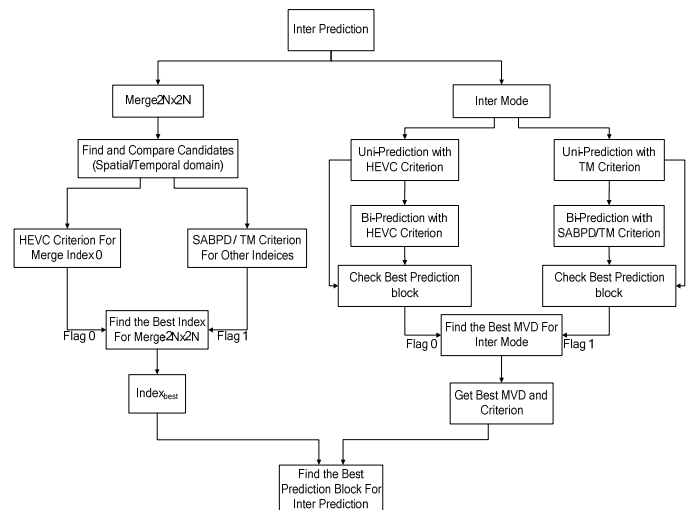 Inter Prediction
Merge2Nx2N
Inter Mode
Find and Compare Candidates
(Spatial/Temporal domain)
Uni-Prediction with
HEVC Criterion
Uni-Prediction with
TM Criterion
HEVC Criterion For
Merge Index 0
SABPD / TM Criterion
For Other Indeices
Bi-Prediction with
HEVC Criterion
Bi-Prediction with
SABPD/TM Criterion
Check Best Prediction
block
Check Best Prediction
block
Flag 0
Find the Best Index
For Merge2Nx2N
Flag 1
Flag 0
Find the Best MVD For
Inter Mode
Flag 1
Indexbest
Get Best MVD and
Criterion
Find the Best
Prediction Block For
Inter Prediction